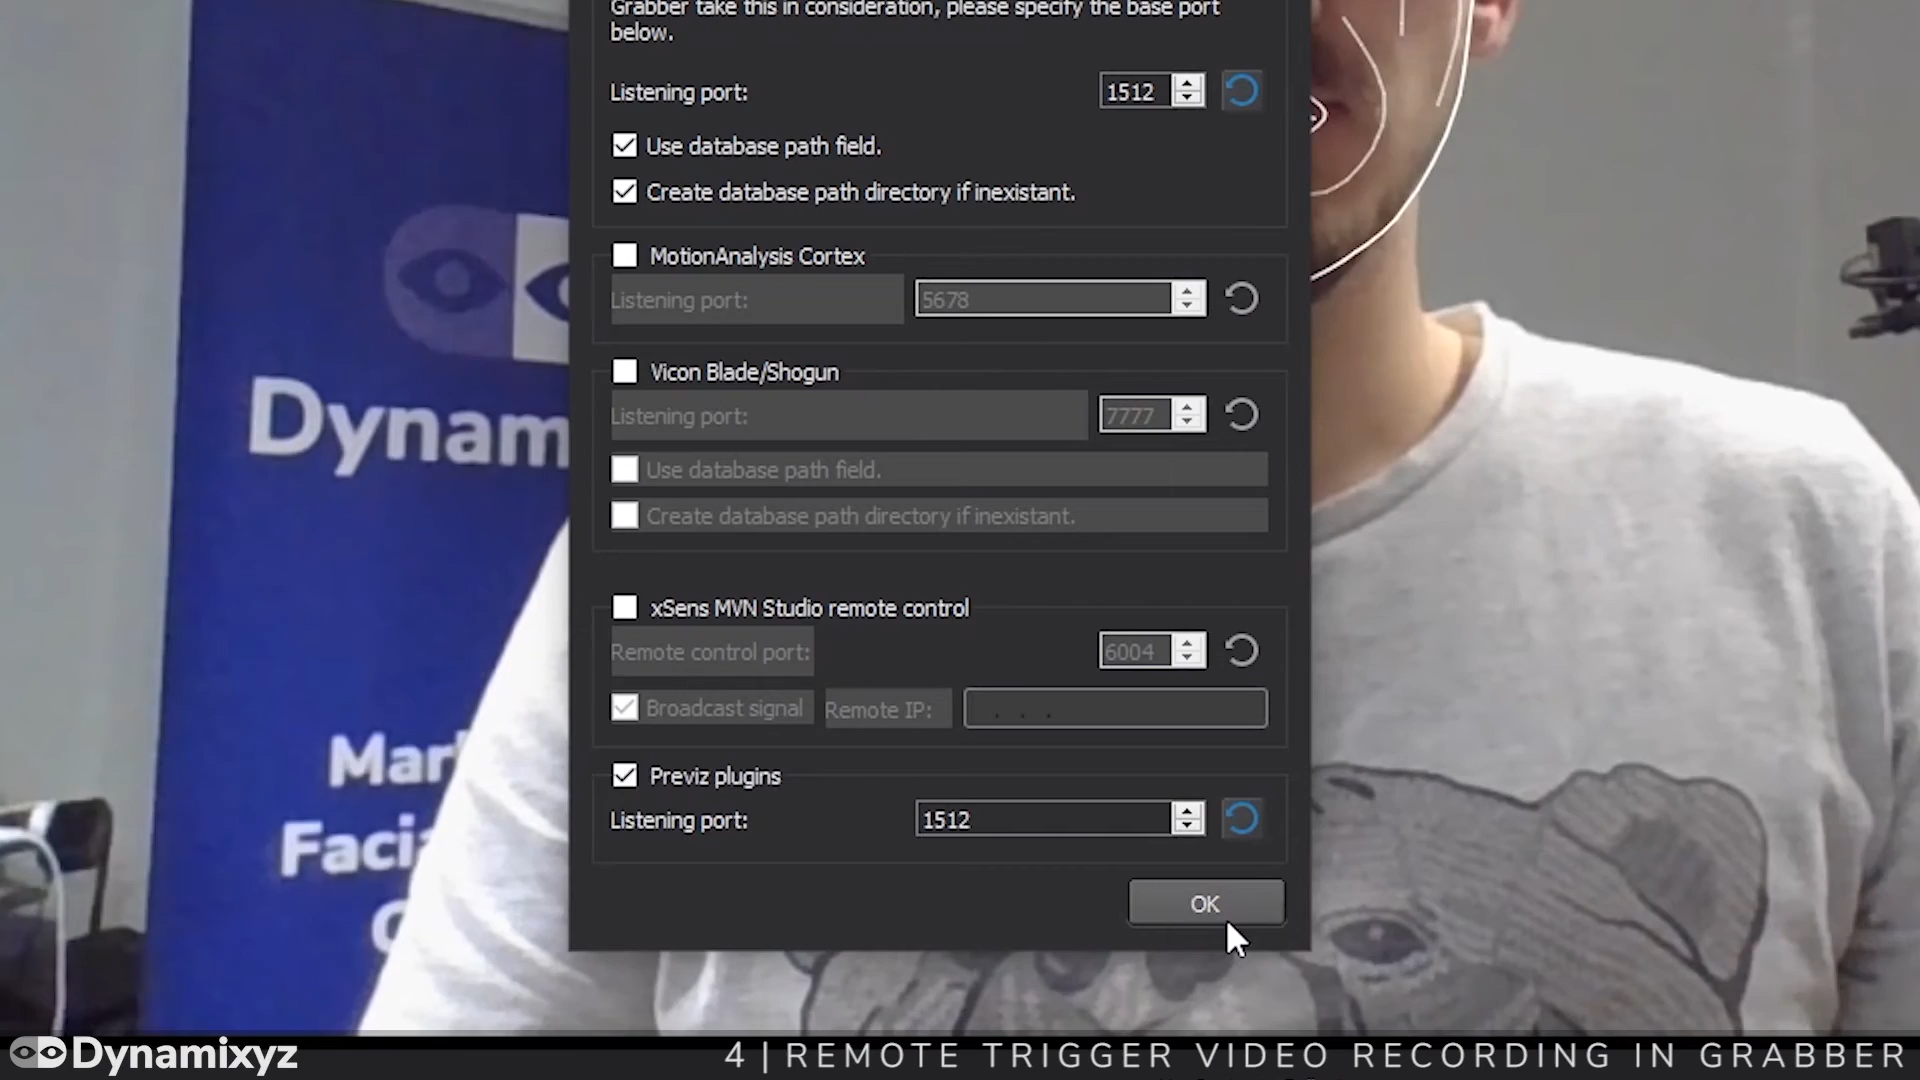 Grabber take this in consideration, please specify the base port
below.
Listening port:
1512
Use database path field.
Create database path directory if inexistant.
MotionAnalysis Cortex
Listening port:
5678
Vicon Blade/Shogun
Listening port:
7777
Use database path field.
Create database path directory if inexistant.
xSens MVN Studio remote control
Remote control port:
6004
Broadcast signal
Remote IP:
. . .
Previz plugins
Listening port:
1512
OK
Dynam
Mar
Faci
Dynamixyz
4 | REMOTE TRIGGER VIDEO RECORDING IN GRABBER